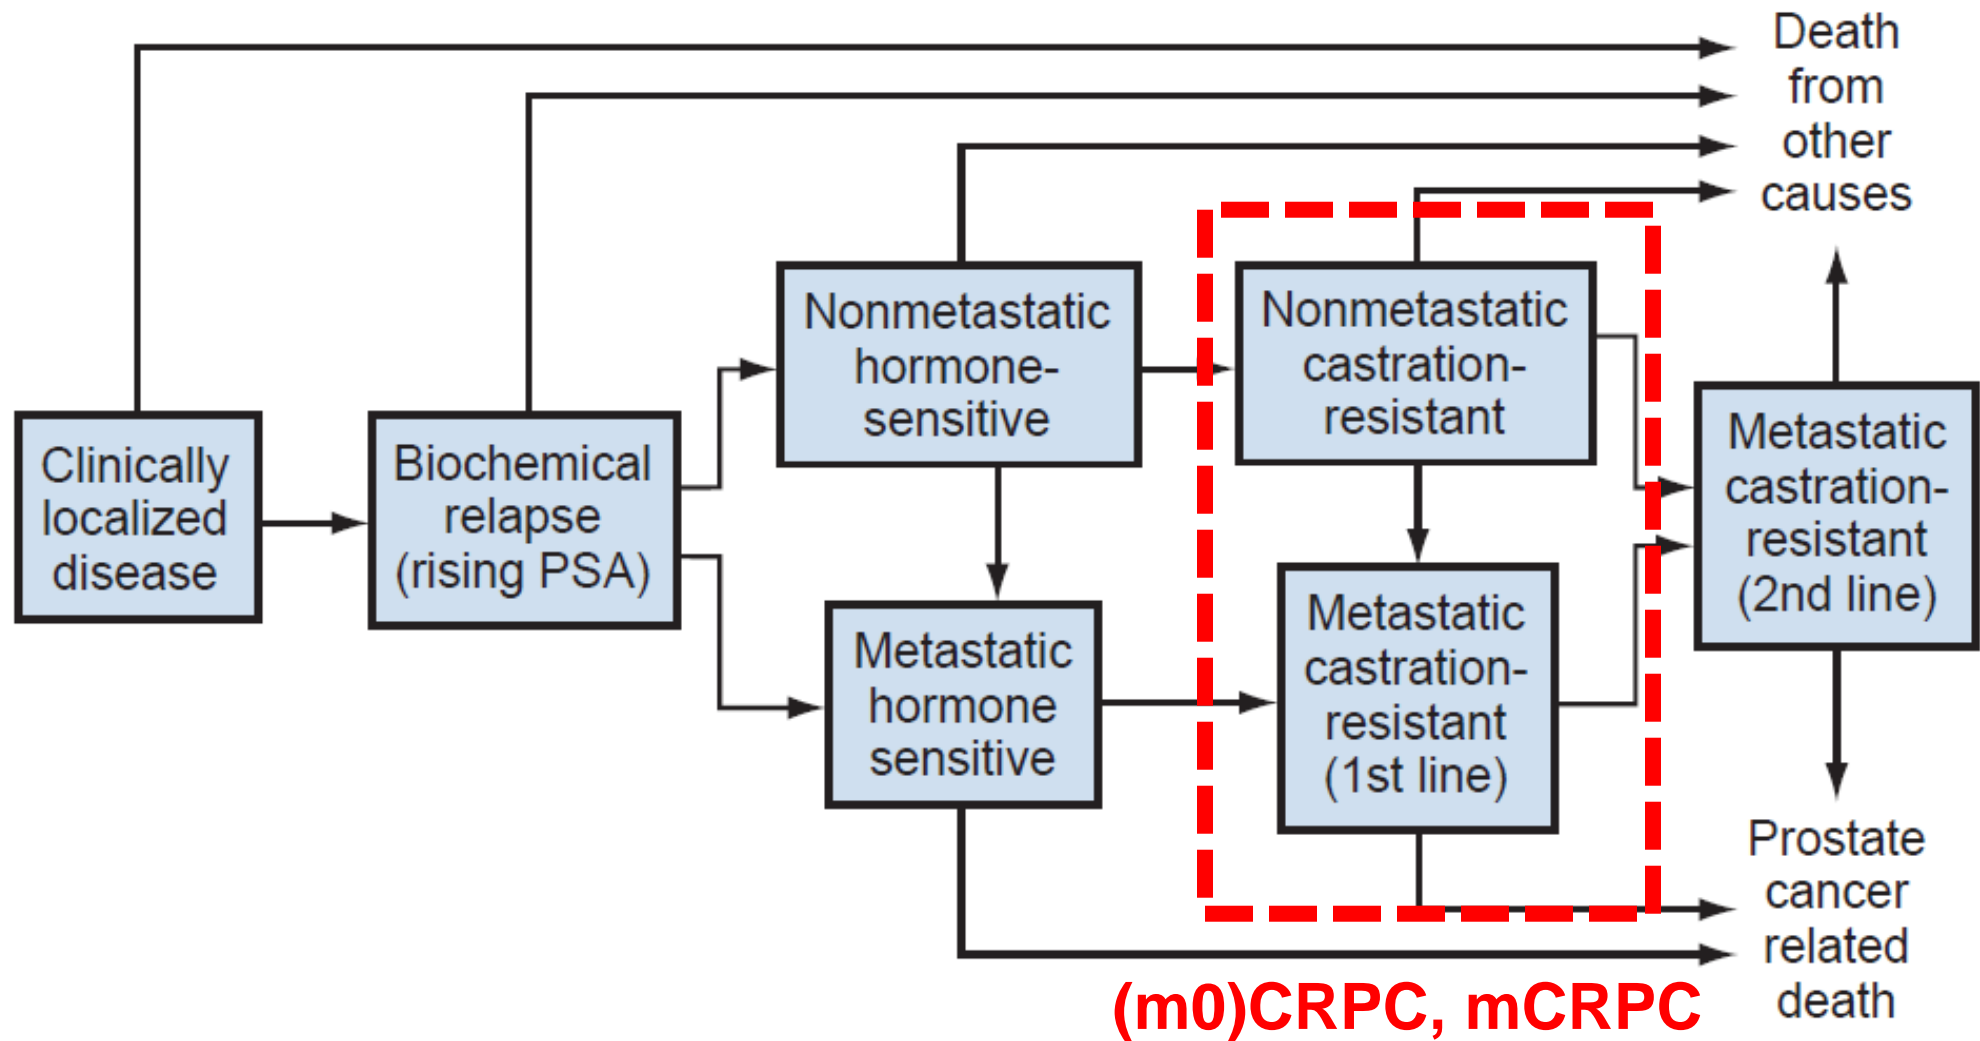 Death
from
other
causes
Nonmetastatic
hormone-
sensitive
Nonmetastatic
castration-
resistant
Clinically
localized
disease
Biochemical
relapse
(rising PSA)
Metastatic
castration-
resistant
(2nd line)
Metastatic
hormone
sensitive
Metastatic
castration-
resistant
(1st line)
Prostate
cancer
related
death
(m0)CRPC, mCRPC